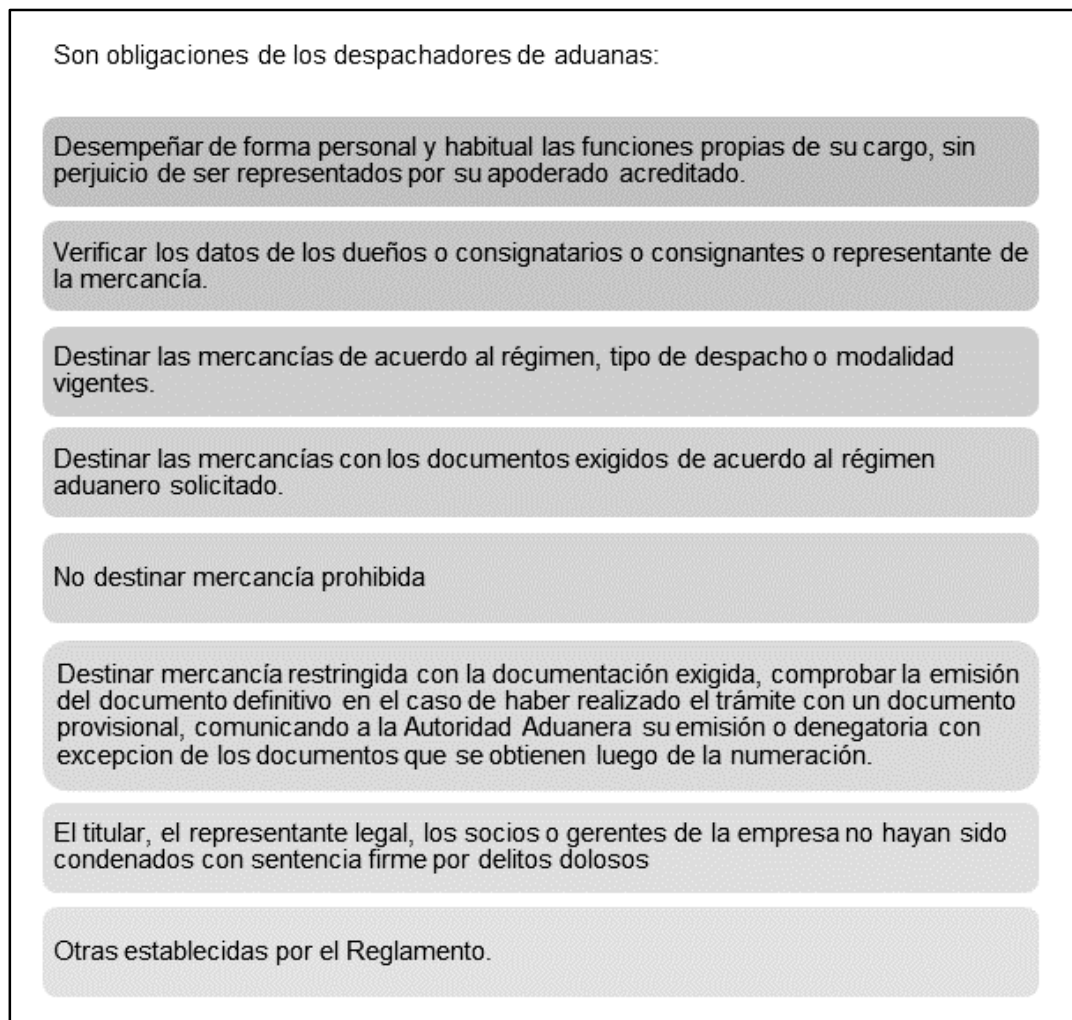 Son obligaciones de los despachadores de aduanas:
Desempeñar de forma personal y habitual las funciones propias de su cargo, sin
perjuicio de ser representados por su apoderado acreditado.
Verificar los datos de los dueños o consignatarios o consignantes o representante de
la mercancía.
Destinar las mercancías de acuerdo al régimen, tipo de despacho o modalidad
vigentes.
Destinar las mercancías con los documentos exigidos de acuerdo al régimen
aduanero solicitado.
No destinar mercancía prohibida
Destinar mercancía restringida con la documentación exigida, comprobar la emisión
del documento definitivo en el caso de haber realizado el trámite con un documento
provisional, comunicando a la Autoridad Aduanera su emisión o denegatoria con
excepcion de los documentos que se obtienen luego de la numeración.
El titular, el representante legal, los socios o gerentes de la empresa no hayan sido
condenados con sentencia firme por delitos dolosos
Otras establecidas por el Reglamento.